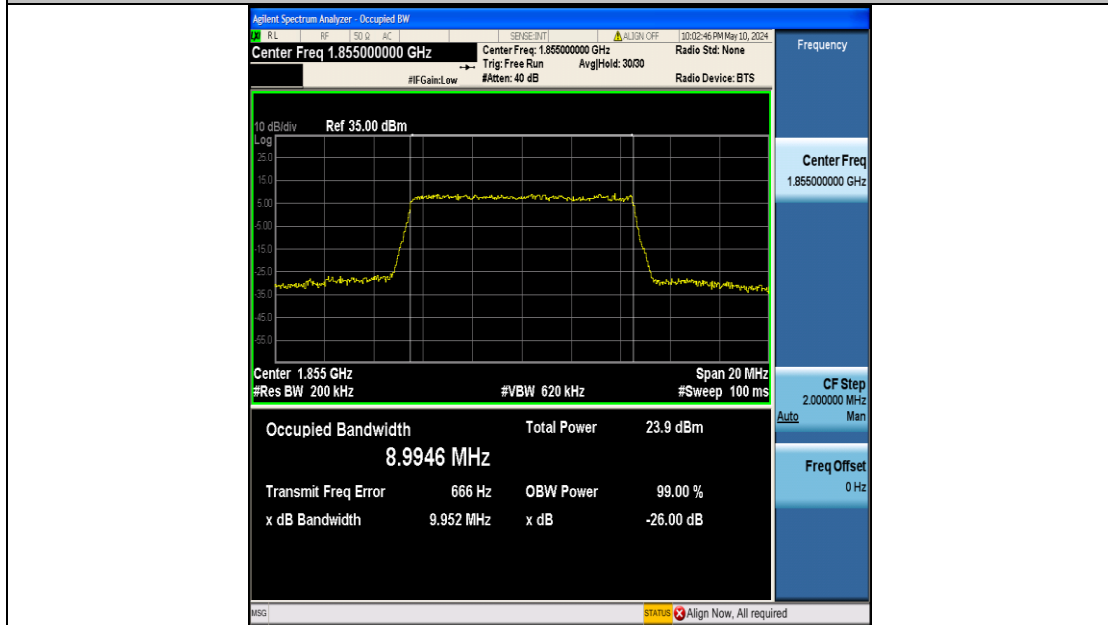 Agilent Spectrum Analyzer - Occupied BW
RL RF 50 Ω AC SENSE:INT ALIGN OFF 10:02:46 PM May 10, 2024
Center Freq 1.855000000 GHz
Center Freq: 1.855000000 GHz
Radio Std: None
Trig: Free Run Avg|Hold: 30/30
#IFGain:Low
#Atten: 40 dB
Radio Device: BTS
10 dB/div Ref 35.00 dBm
Log
25.0
15.0
5.00
-5.00
-15.0
-25.0
-35.0
-45.0
-55.0
Center 1.855 GHz Span 20 MHz
#Res BW 200 kHz #VBW 620 kHz #Sweep 100 ms
Occupied Bandwidth Total Power 23.9 dBm
8.9946 MHz
Transmit Freq Error 666 Hz OBW Power 99.00 %
x dB Bandwidth 9.952 MHz x dB -26.00 dB
Frequency
Center Freq
1.855000000 GHz
CF Step
2.000000 MHz
Auto Man
Freq Offset
0 Hz
MSG STATUS Align Now, All required